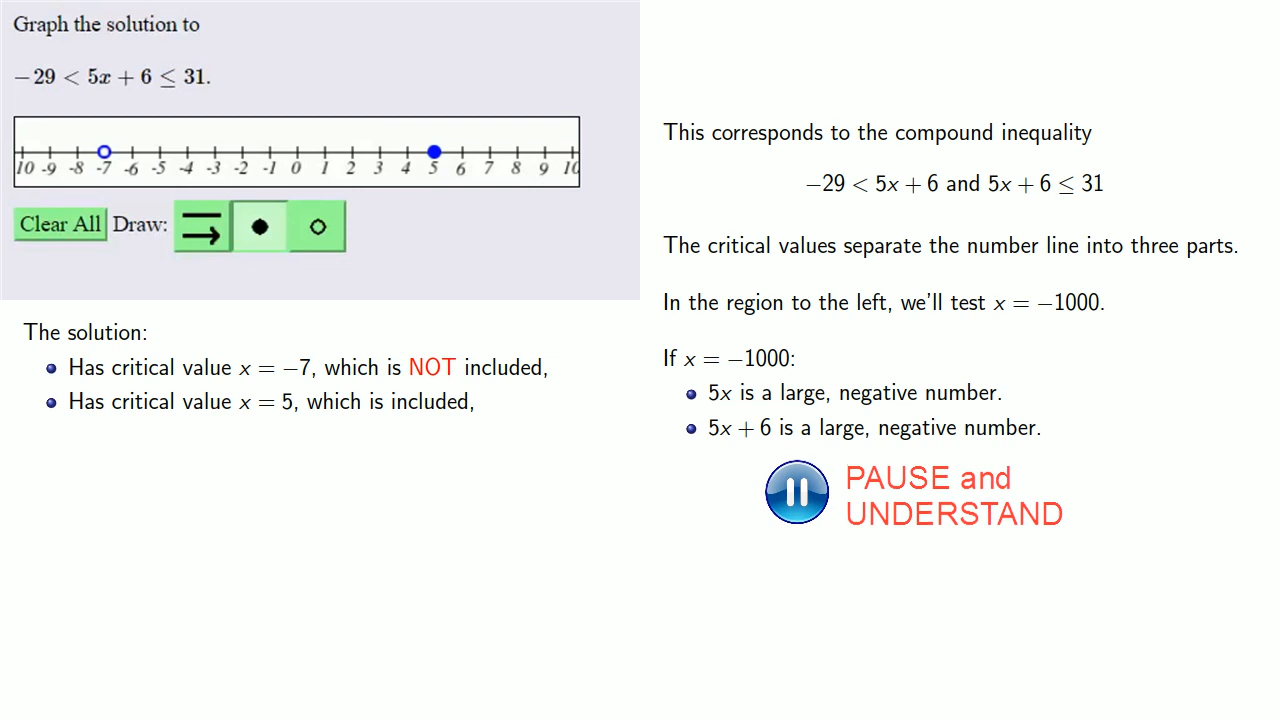 Graph the solution to
−29 < 5x + 6 ≤ 31.
10 -9 -8 -7 -6 -5 -4 -3 -2 -1 0 1 2 3 4 5 6 7 8 9 10
Clear All Draw:
The solution:
Has critical value x = −7, which is NOT included,
Has critical value x = 5, which is included,
This corresponds to the compound inequality
−29 < 5x + 6 and 5x + 6 ≤ 31
The critical values separate the number line into three parts.
In the region to the left, we'll test x = −1000.
If x = −1000:
5x is a large, negative number.
5x + 6 is a large, negative number.
PAUSE and
UNDERSTAND